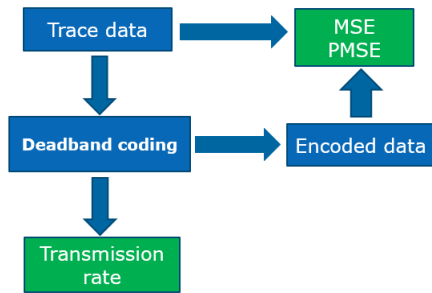 Trace data
MSE
PMSE
Deadband coding
Encoded data
Transmission
rate